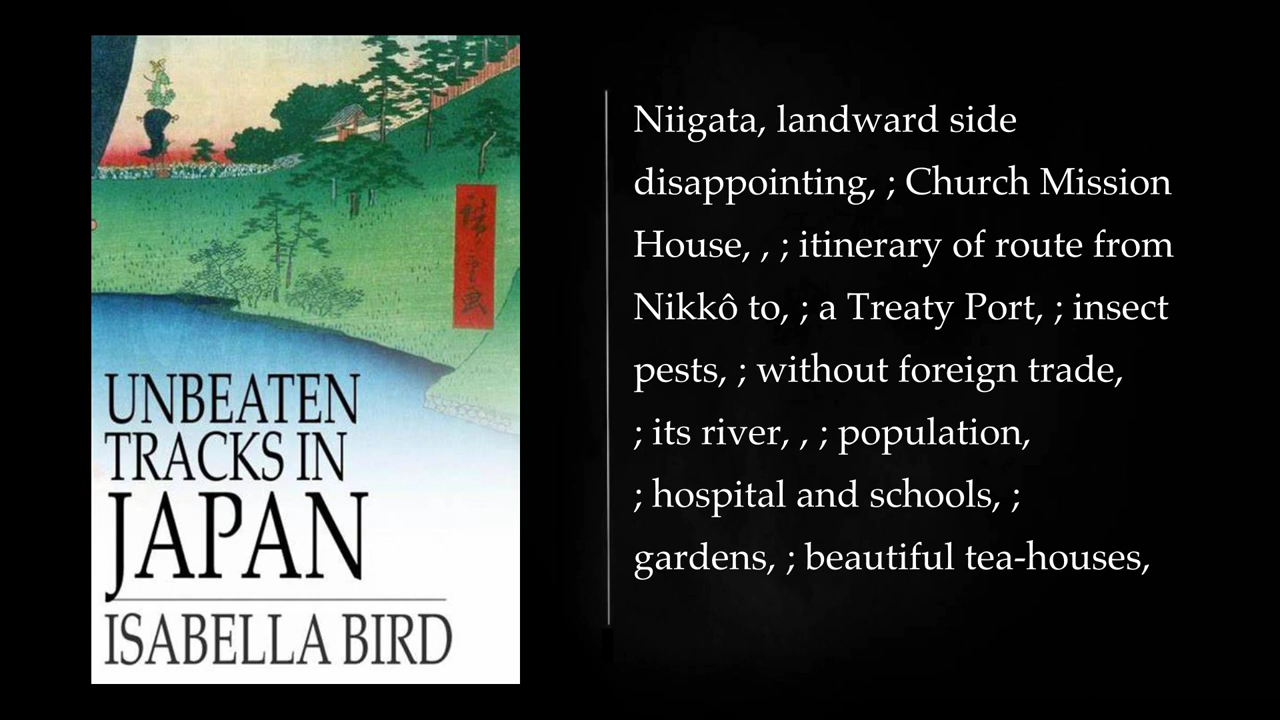 UNBEATEN
TRACKS IN
JAPAN
ISABELLA BIRD
Niigata, landward side
disappointing, ; Church Mission
House, , ; itinerary of route from
Nikkô to, ; a Treaty Port, ; insect
pests, ; without foreign trade,
; its river, , ; population,
; hospital and schools, ;
gardens, ; beautiful tea-houses,